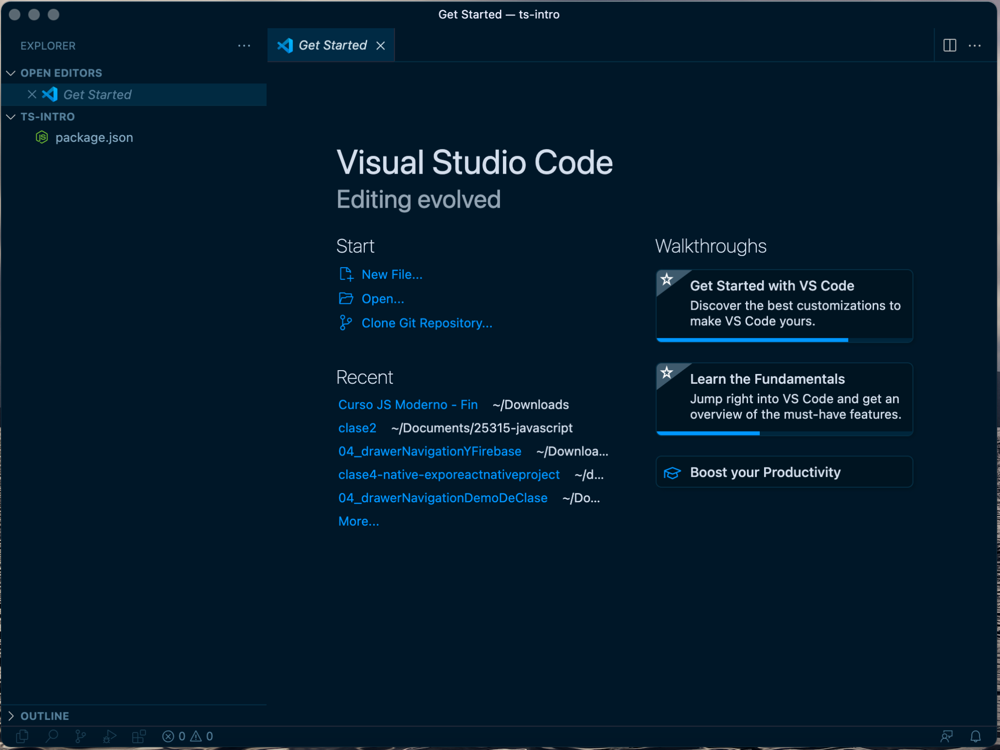 Get Started — ts-intro
EXPLORER
Get Started
OPEN EDITORS
Get Started
TS-INTRO
JS package.json
Visual Studio Code
Editing evolved
Start
New File...
Open...
Clone Git Repository...
Recent
Curso JS Moderno - Fin ~/Downloads
clase2 ~/Documents/25315-javascript
04_drawerNavigationYFirebase ~/Downloa...
clase4-native-exporeactnativeproject ~/d...
04_drawerNavigationDemoDeClase ~/Do...
More...
Walkthroughs
Get Started with VS Code
Discover the best customizations to
make VS Code yours.
Learn the Fundamentals
Jump right into VS Code and get an
overview of the must-have features.
Boost your Productivity
OUTLINE
0 0